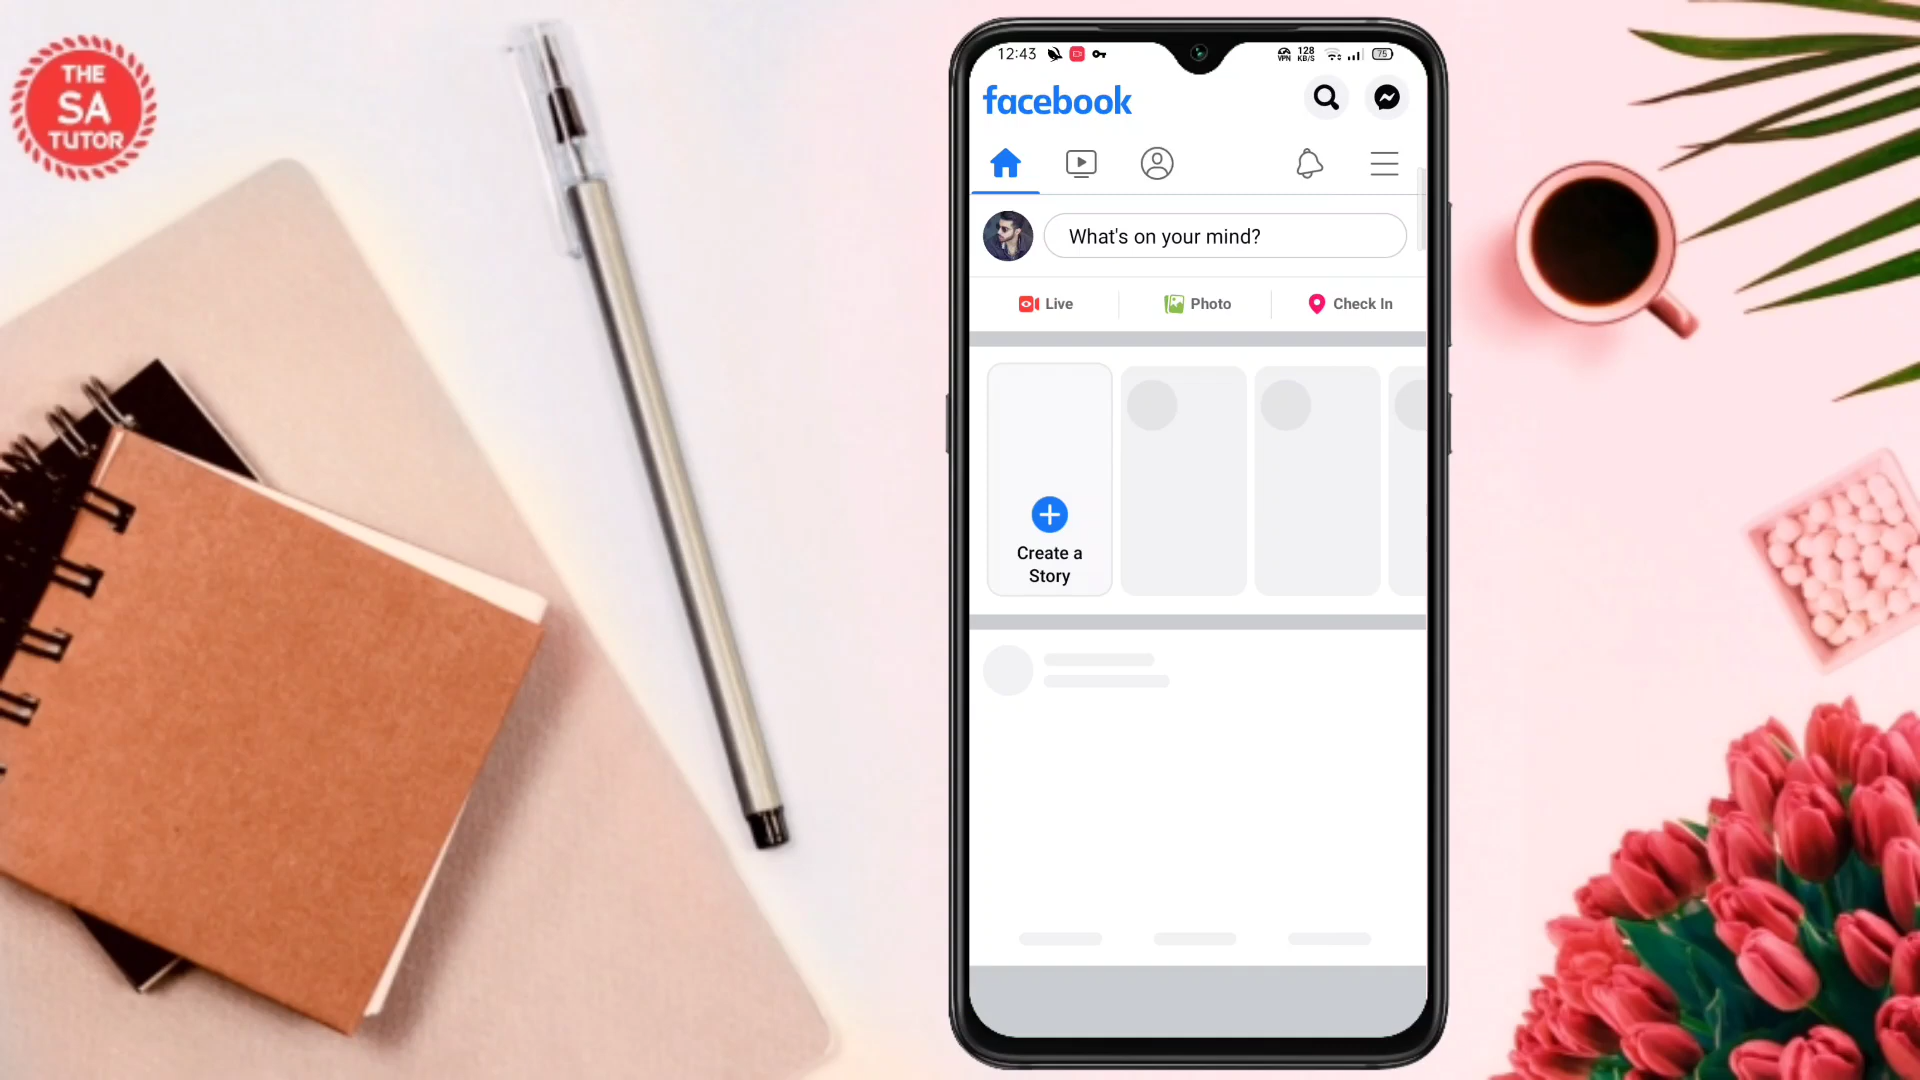 THE
SA
TUTOR
12:43
VPN
128
KB/S
75
facebook
What's on your mind?
Live
Photo
Check In
Create a
Story